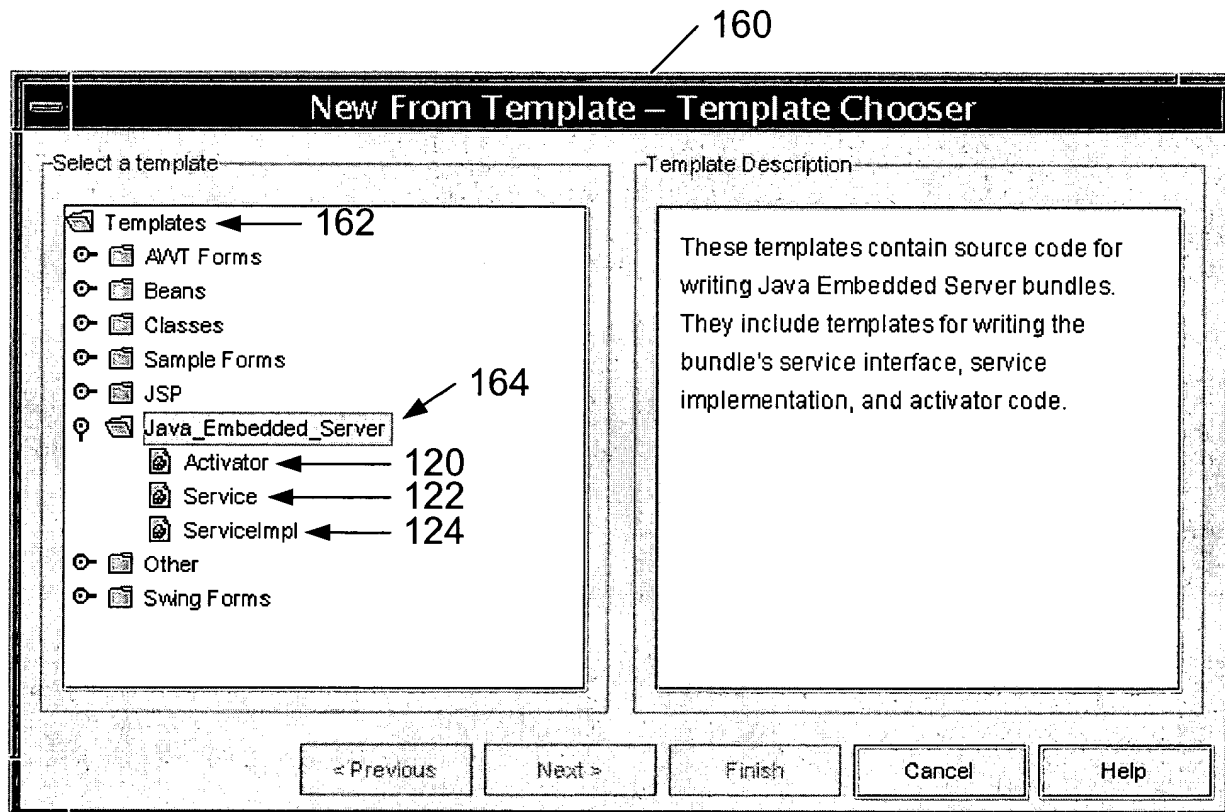 160
New From Template – Template Chooser
Select a template
Templates 162
AWT Forms
Beans
Classes
Sample Forms
JSP
164
Java_Embedded_Server
Activator 120
Service 122
ServiceImpl 124
Other
Swing Forms
Template Description
These templates contain source code for
writing Java Embedded Server bundles.
They include templates for writing the
bundle's service interface, service
implementation, and activator code.
< Previous
Next >
Finish
Cancel
Help